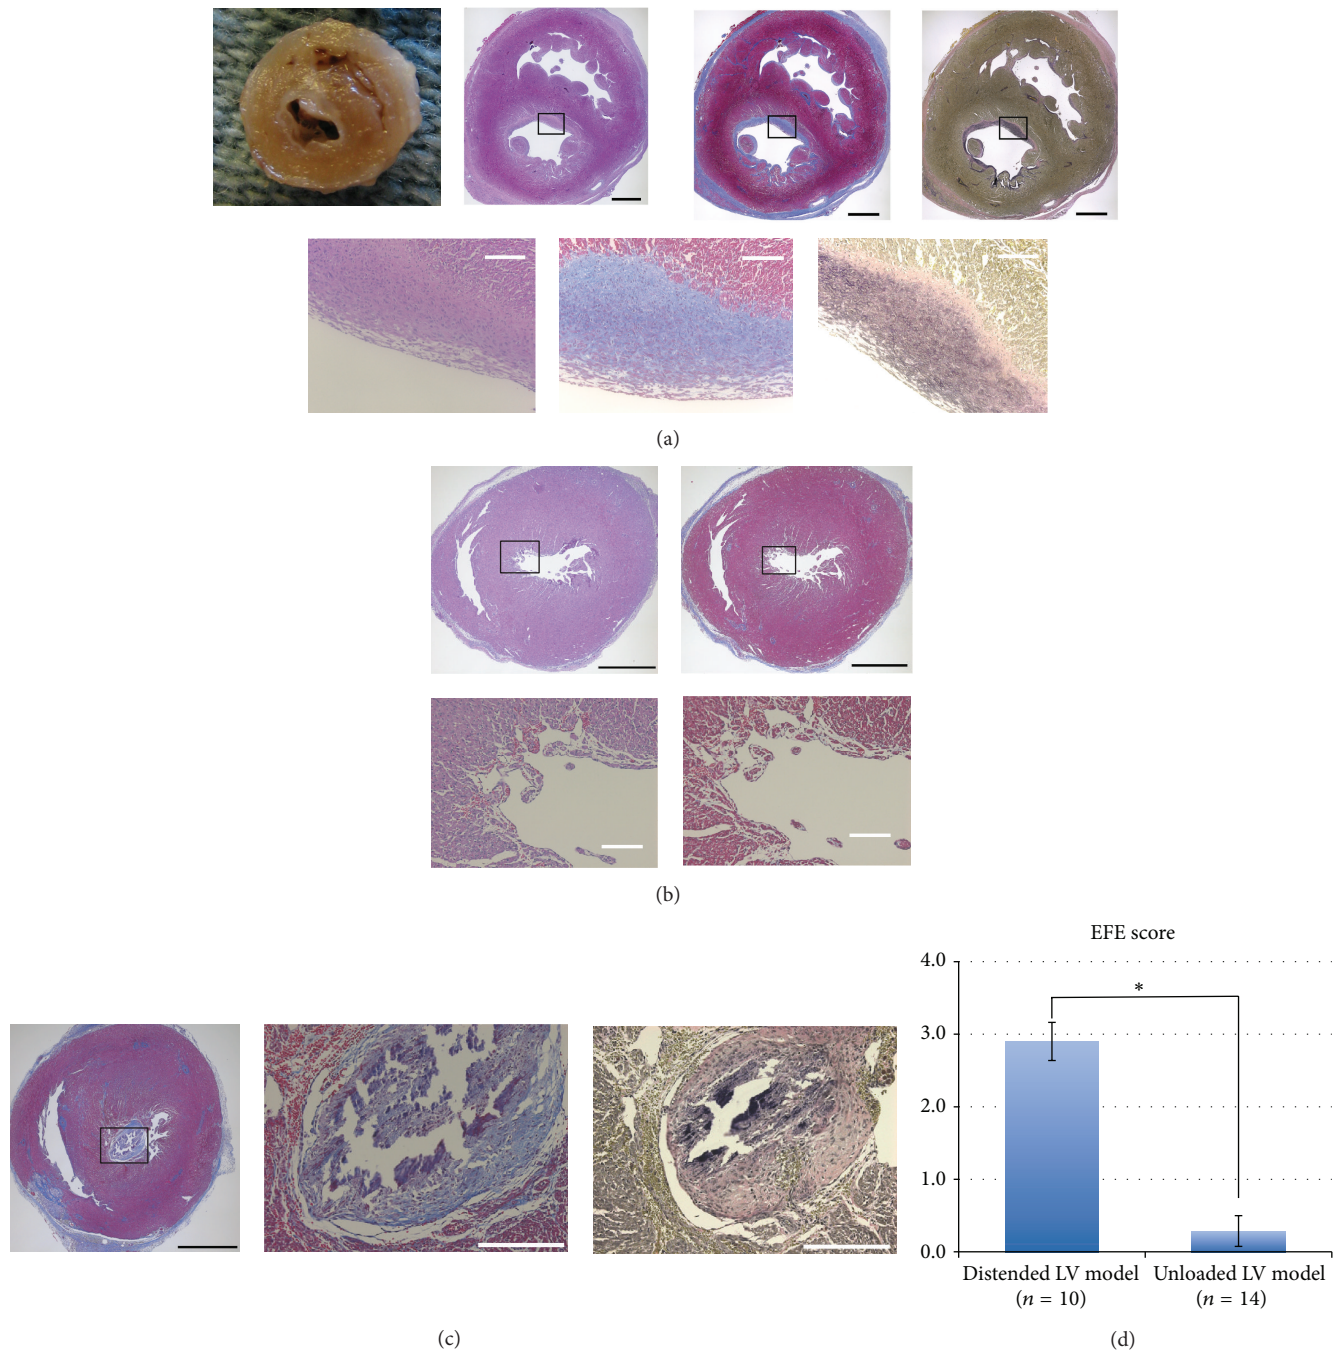 (a)
(b)
EFE score
4.0
*
3.0
2.0
1.0
0.0
Distended LV model
(n = 10)
Unloaded LV model
(n = 14)
(c)
(d)